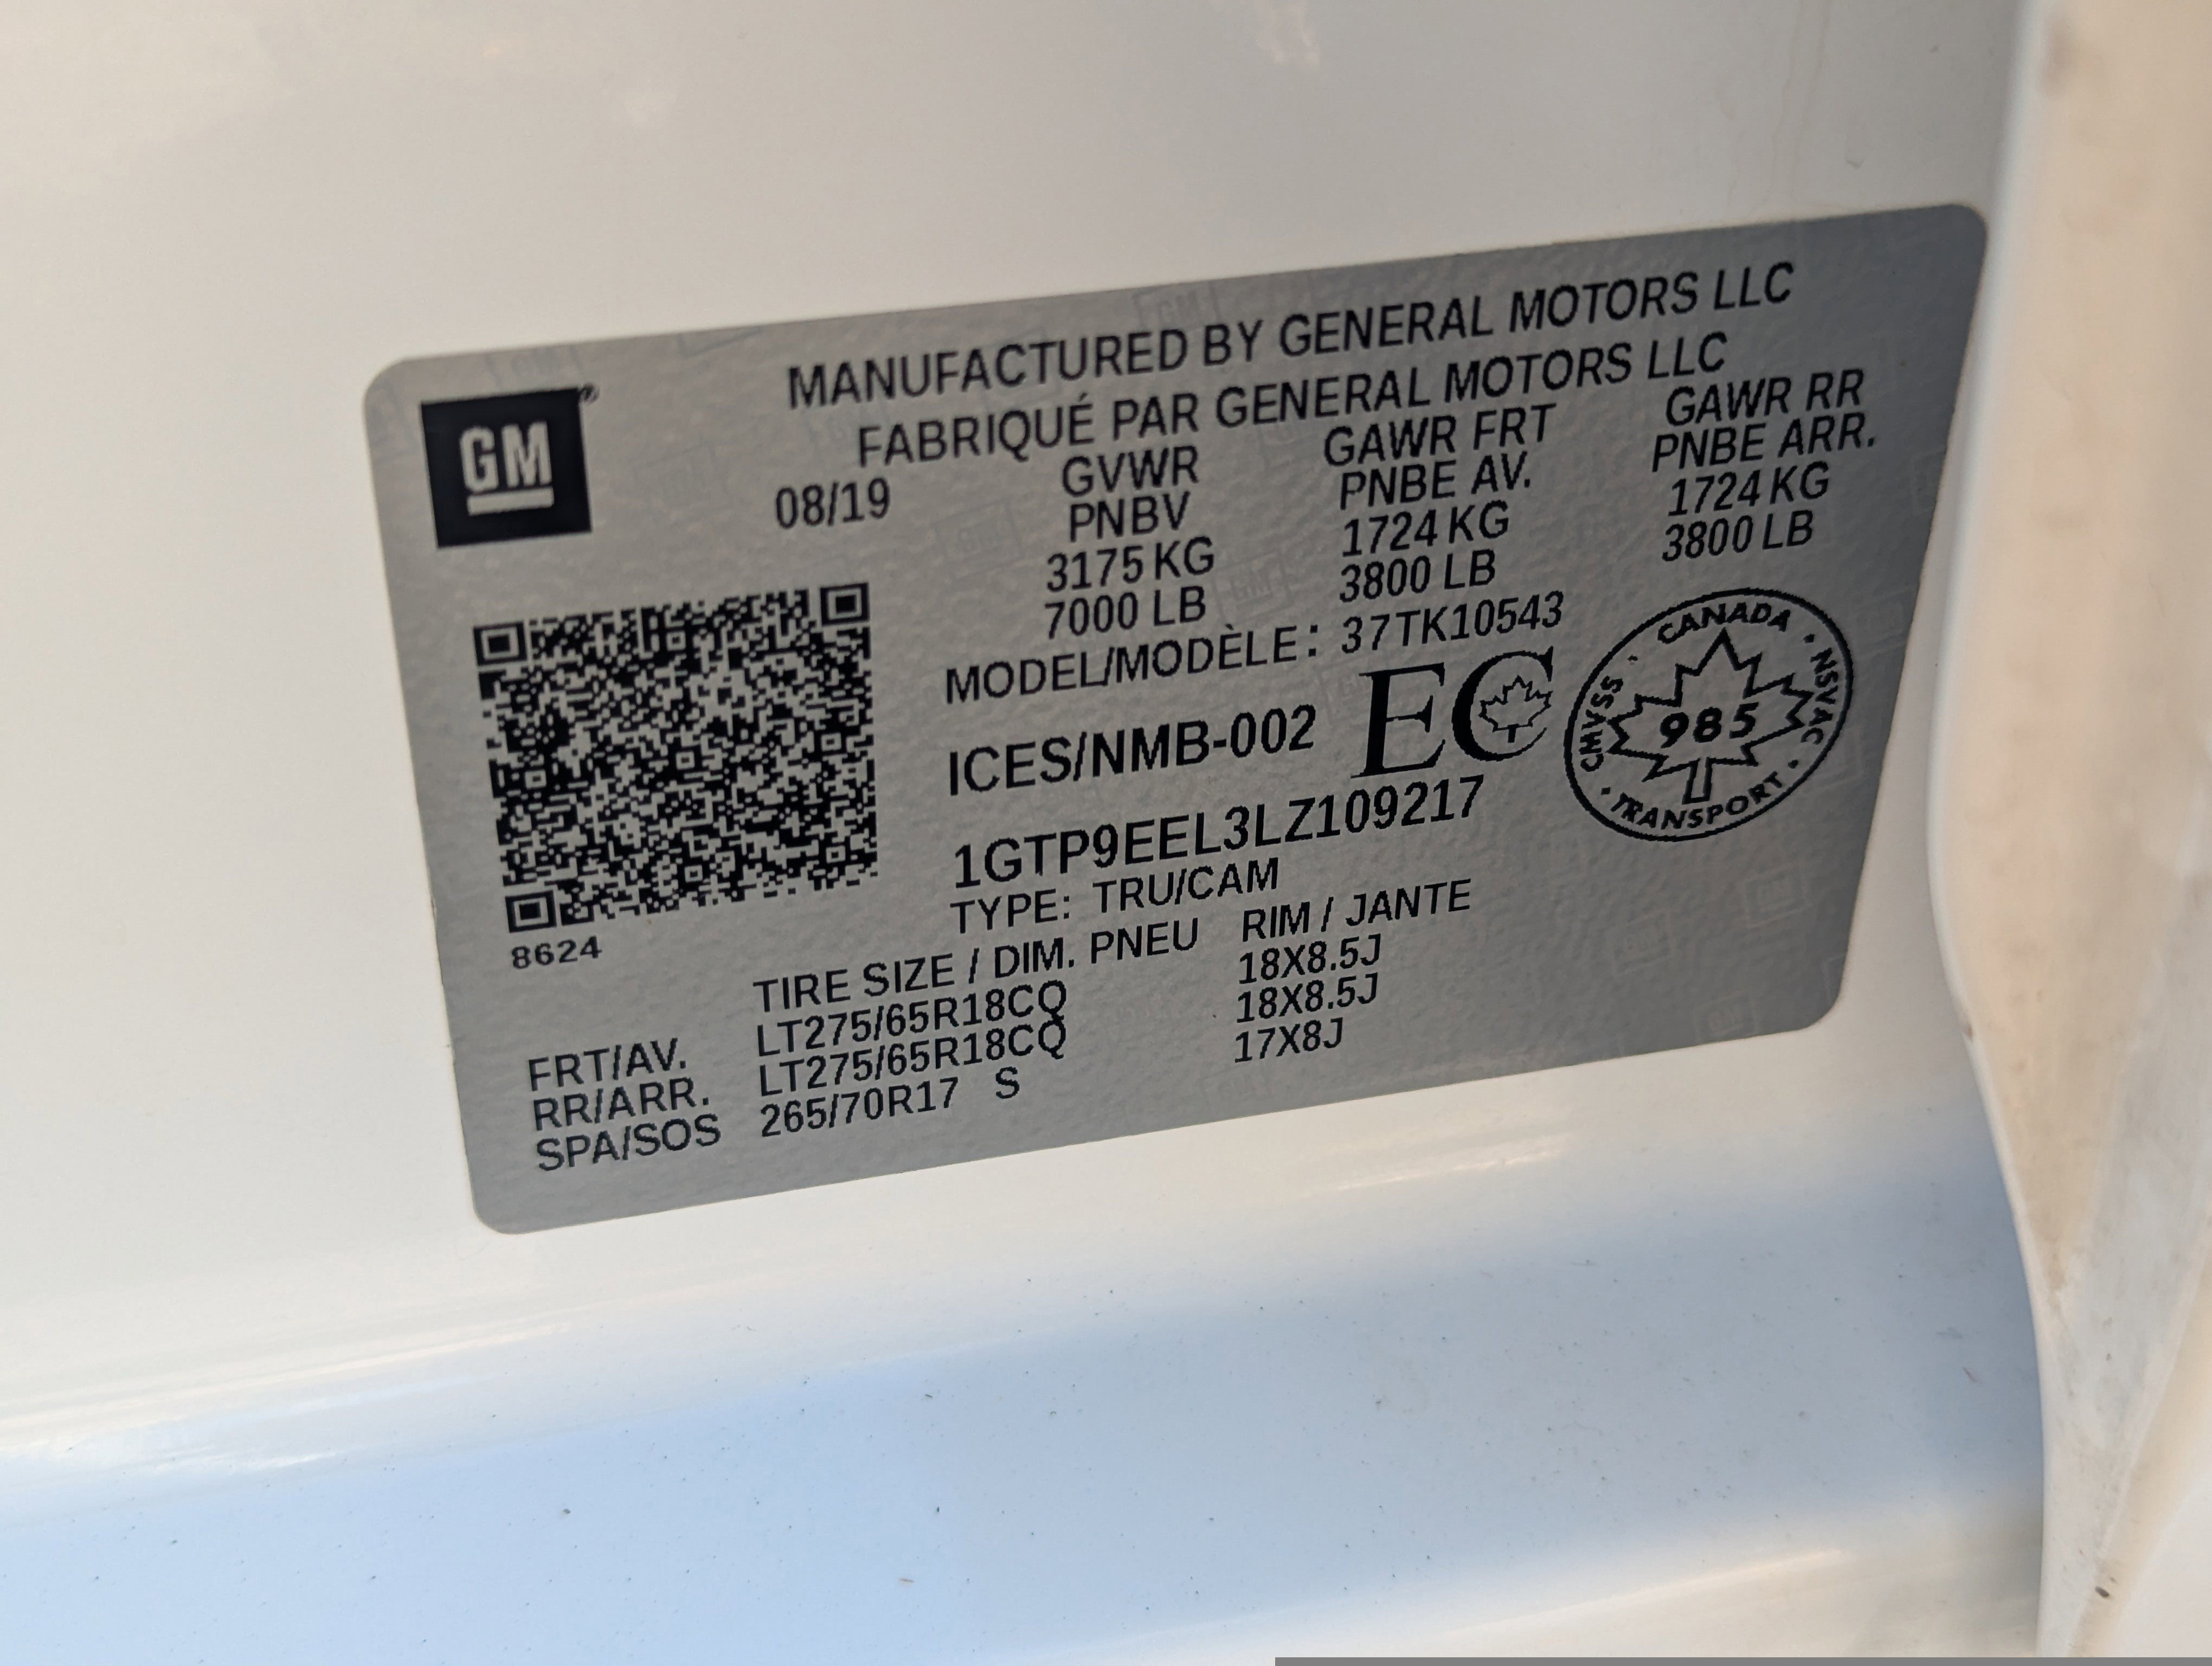 MANUFACTURED BY GENERAL MOTORS LLC
FABRIQUÉ PAR GENERAL MOTORS LLC
GM
08/19
GVWR GAWR FRT GAWR RR
PNBV PNBE AV. PNBE ARR.
3175 KG 1724 KG 1724 KG
7000 LB 3800 LB 3800 LB
MODEL/MODÈLE: 37TK10543
ICES/NMB-002 EC
CANADA · NSVAC · TRANSPORT · CMVSS ·
985
1GTP9EEL3LZ109217
TYPE: TRU/CAM
8624
TIRE SIZE / DIM. PNEU RIM / JANTE
FRT/AV. LT275/65R18CQ 18X8.5J
RR/ARR. LT275/65R18CQ 18X8.5J
SPA/SOS 265/70R17 S 17X8J